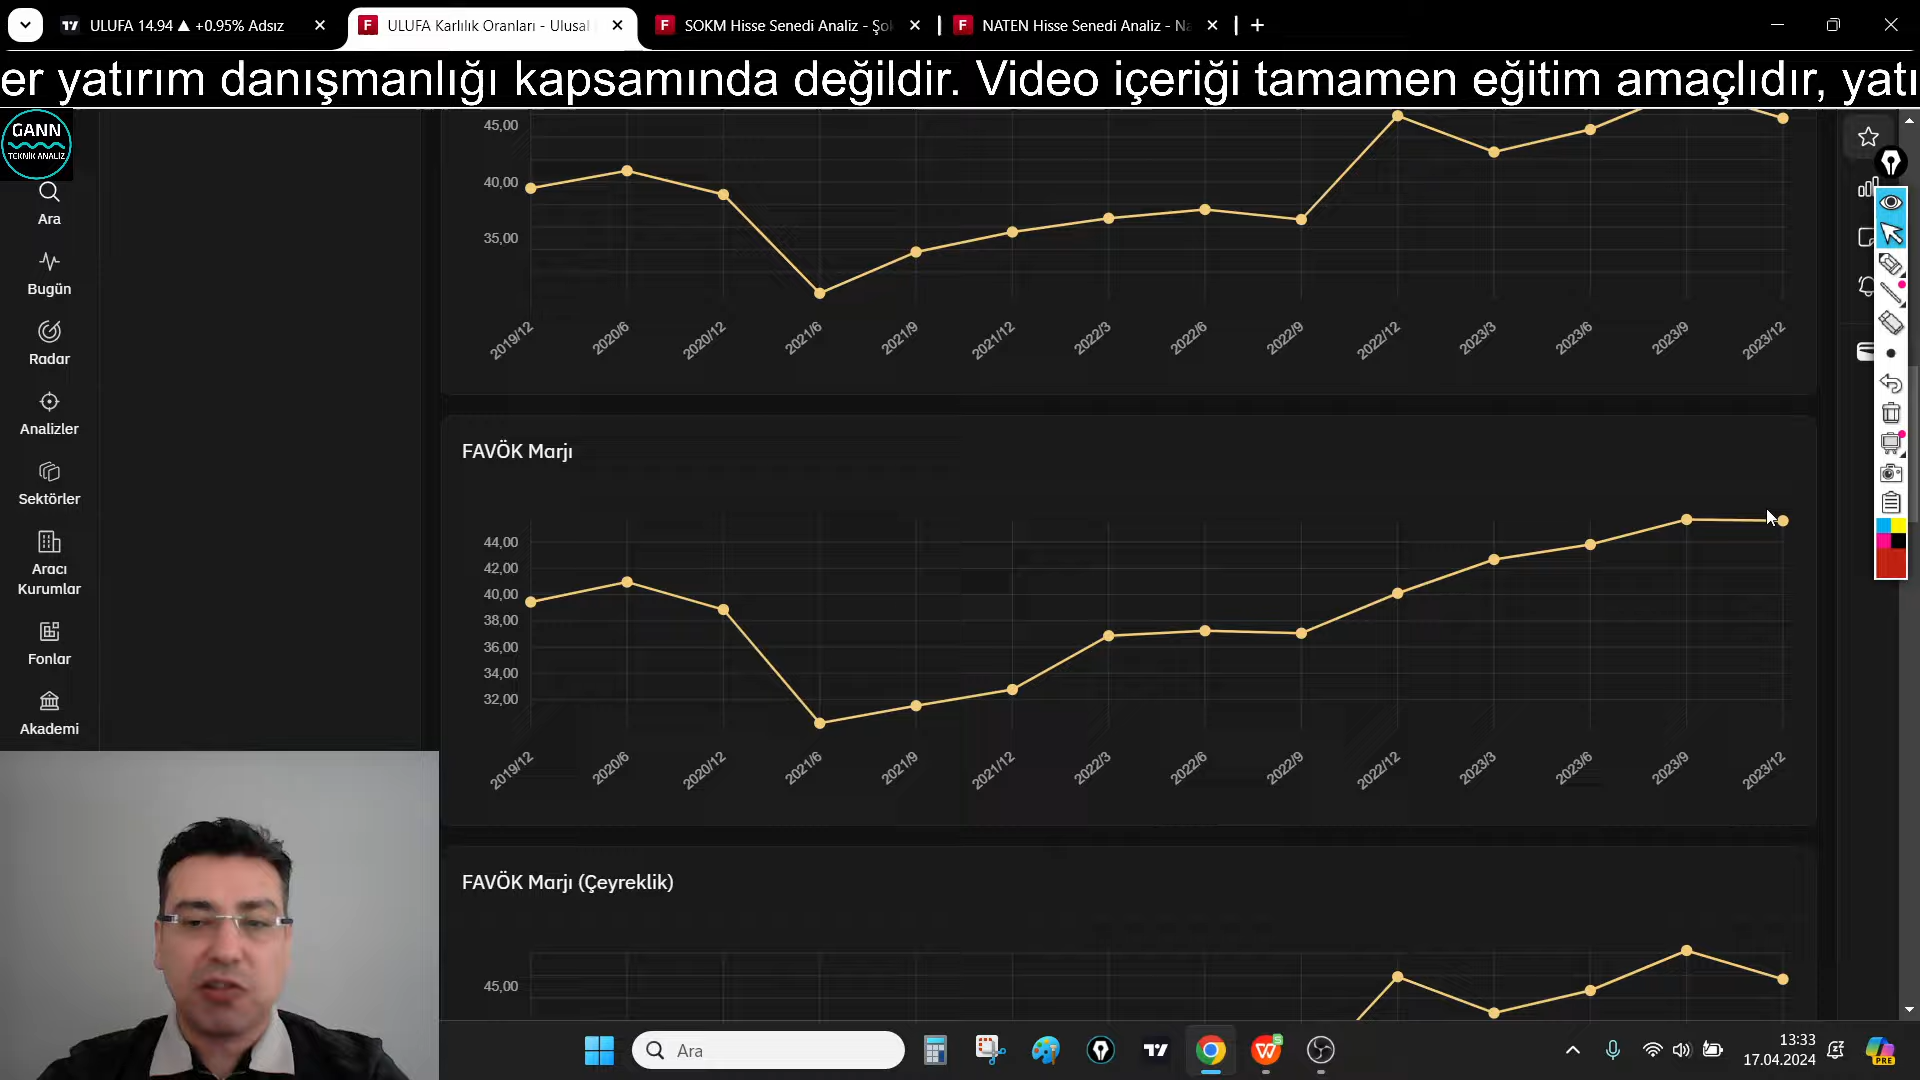 ULUFA 14.94 ▲ +0.95% Adsız
ULUFA Karlılık Oranları - Ulusal
SOKM Hisse Senedi Analiz - Şo
NATEN Hisse Senedi Analiz - Na
er yatırım danışmanlığı kapsamında değildir. Video içeriği tamamen eğitim amaçlıdır, yatı
GANN
TEKNİK ANALİZ
Ara
Bugün
Radar
Analizler
Sektörler
Aracı
Kurumlar
Fonlar
Akademi
45,00
40,00
35,00
2019/12 2020/6 2020/12 2021/6 2021/9 2021/12 2022/3 2022/6 2022/9 2022/12 2023/3 2023/6 2023/9 2023/12
FAVÖK Marjı
44,00
42,00
40,00
38,00
36,00
34,00
32,00
2019/12 2020/6 2020/12 2021/6 2021/9 2021/12 2022/3 2022/6 2022/9 2022/12 2023/3 2023/6 2023/9 2023/12
FAVÖK Marjı (Çeyreklik)
45,00
Ara
13:33
17.04.2024
PRE